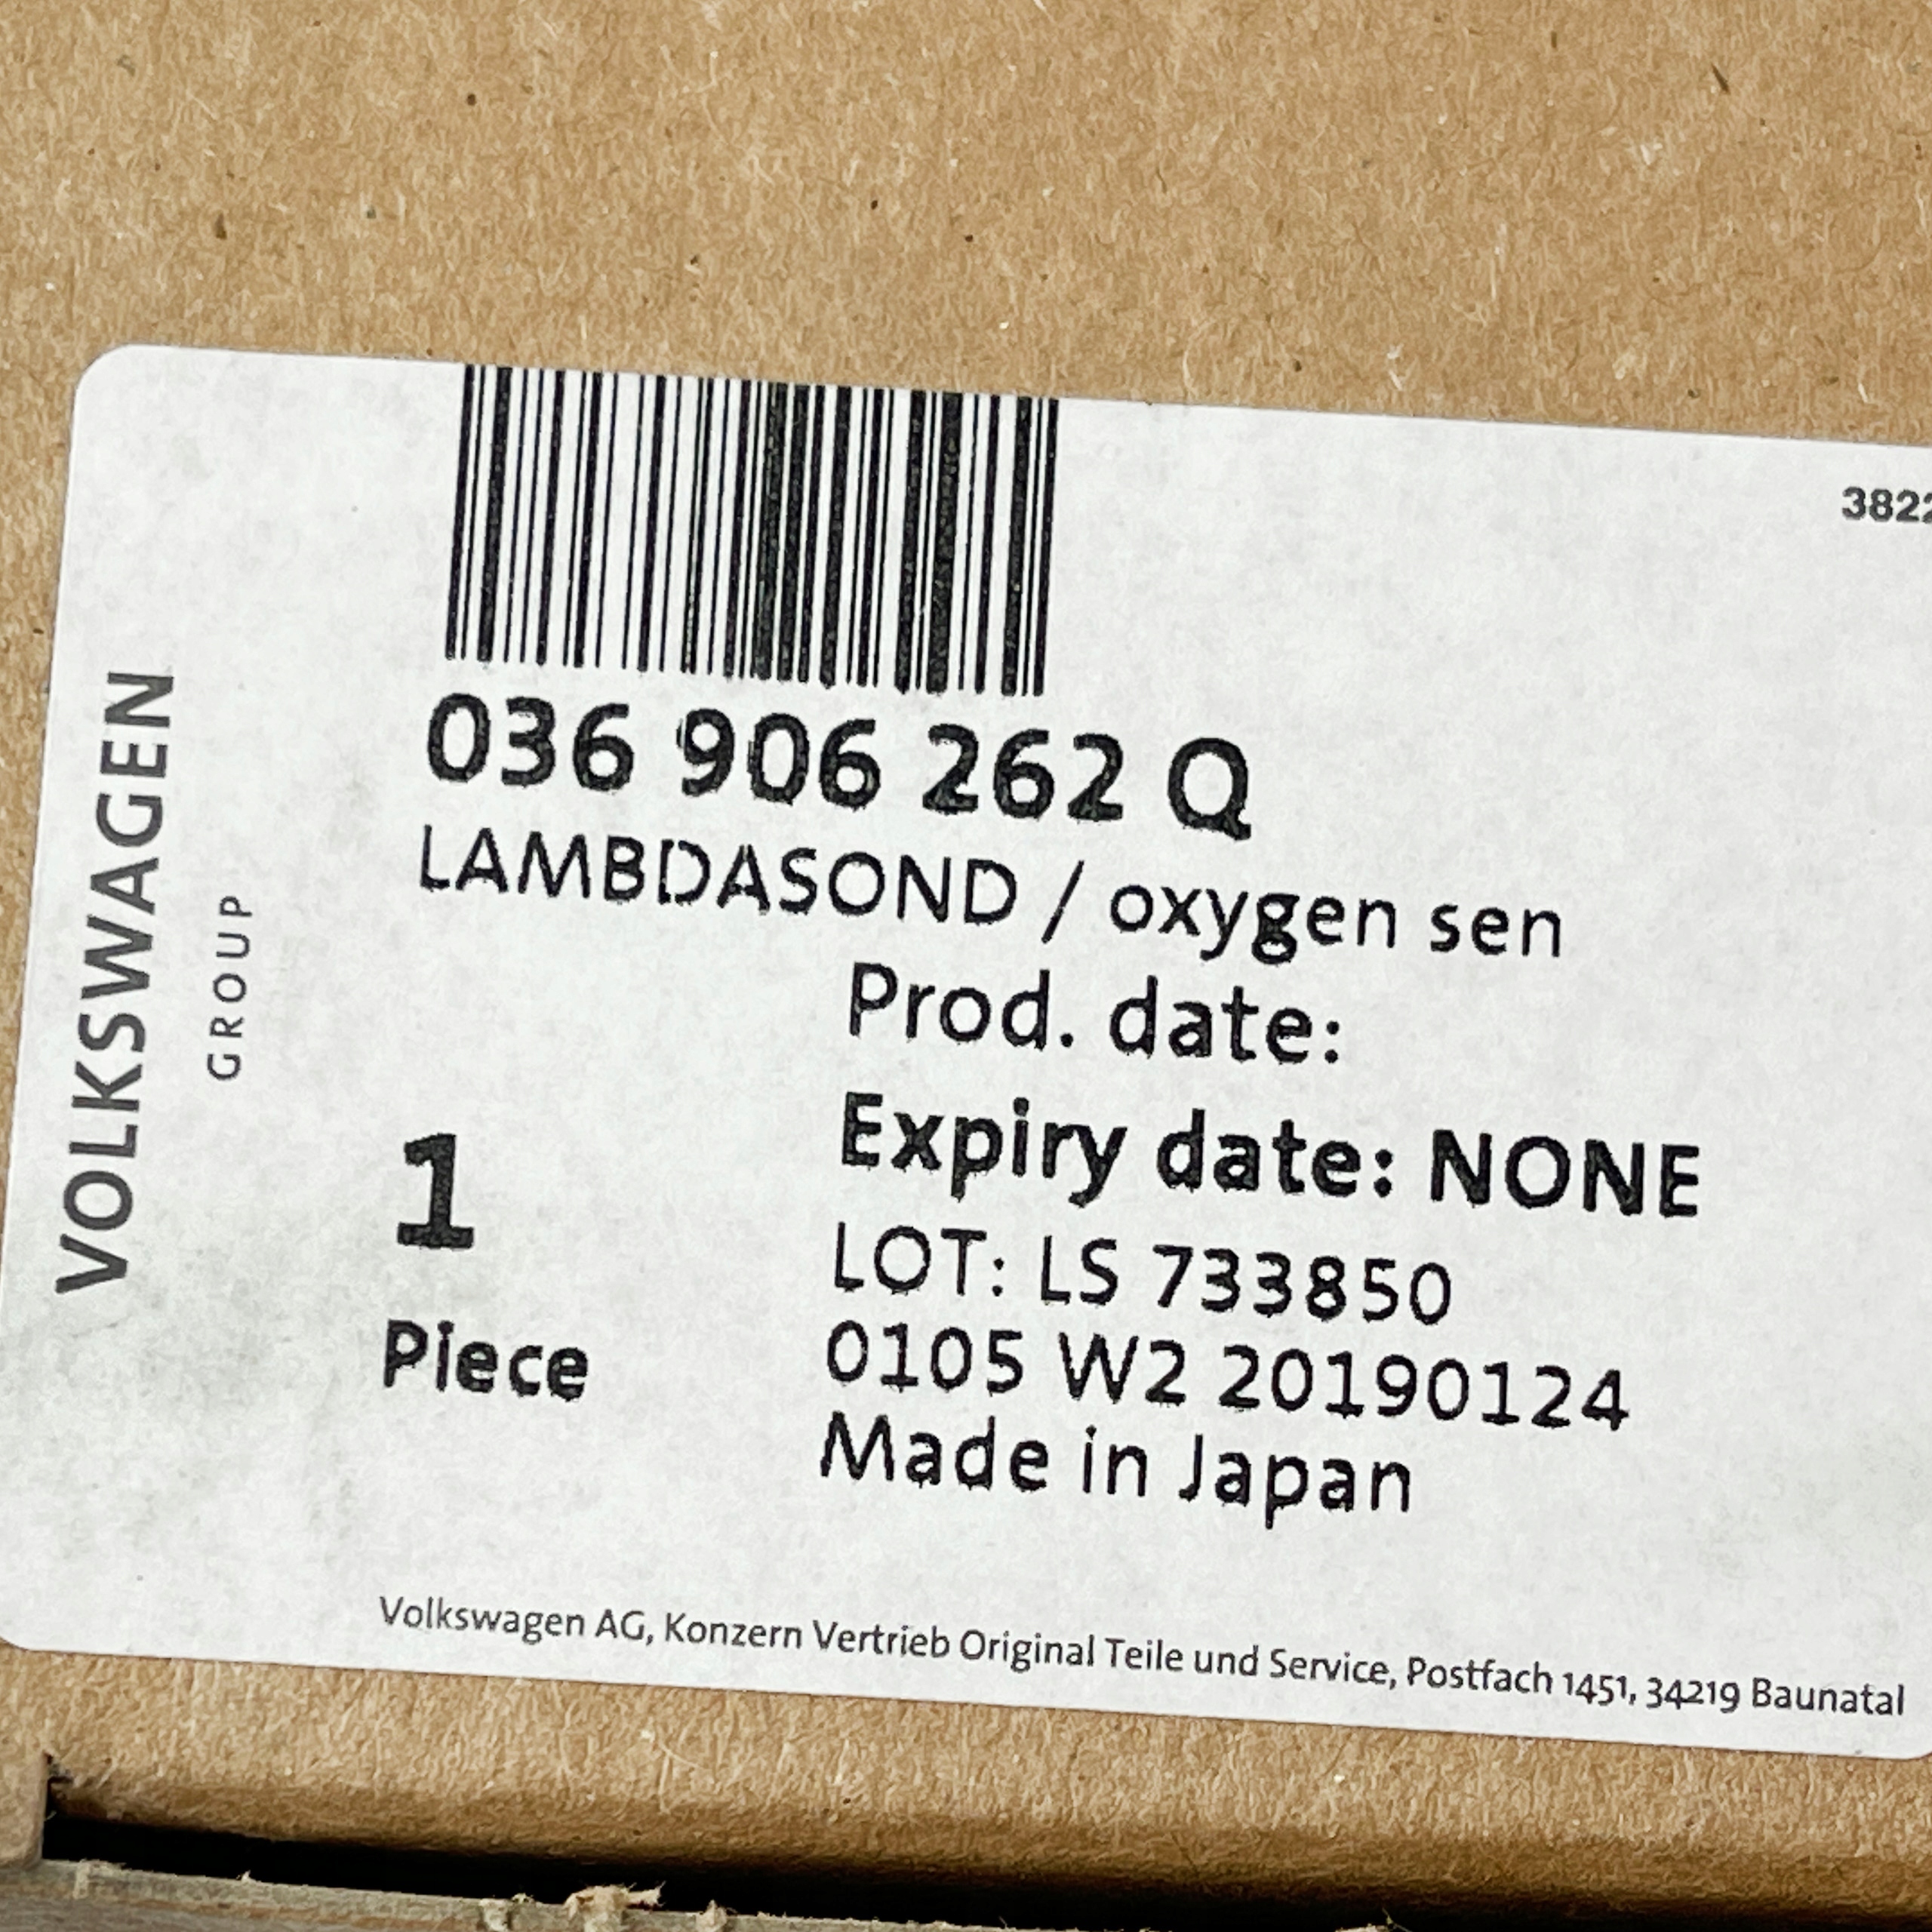 VOLKSWAGEN
GROUP
036 906 262 Q
LAMBDASOND / oxygen sen
Prod. date:
Expiry date: NONE
1
Piece
LOT: LS 733850
0105 W2 20190124
Made in Japan
Volkswagen AG, Konzern Vertrieb Original Teile und Service, Postfach 1451, 34219 Baunatal